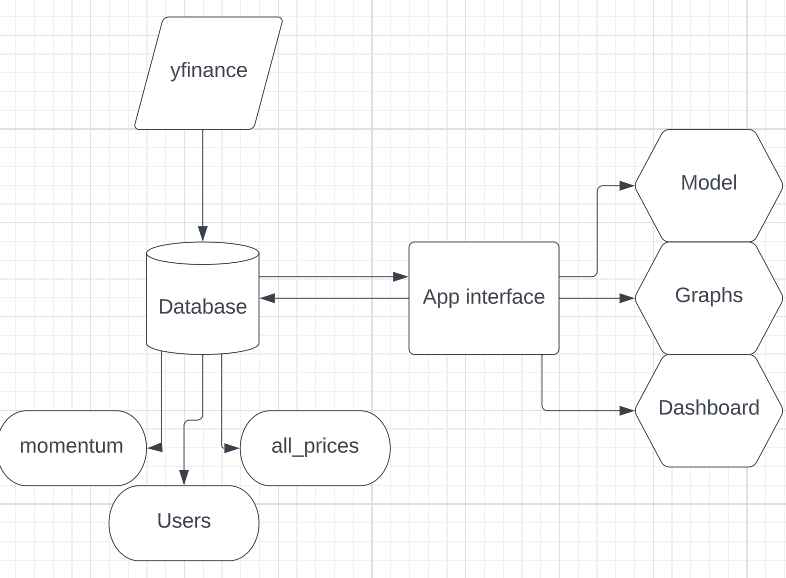 yfinance
Model
Database
App interface
Graphs
Dashboard
momentum
all_prices
Users